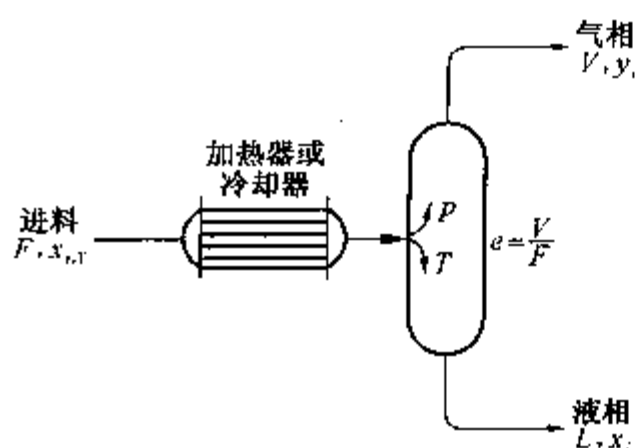 气相
V, y,
加热器或
冷却器
进料
F, x
P
T
e = V/F
液相
L, x